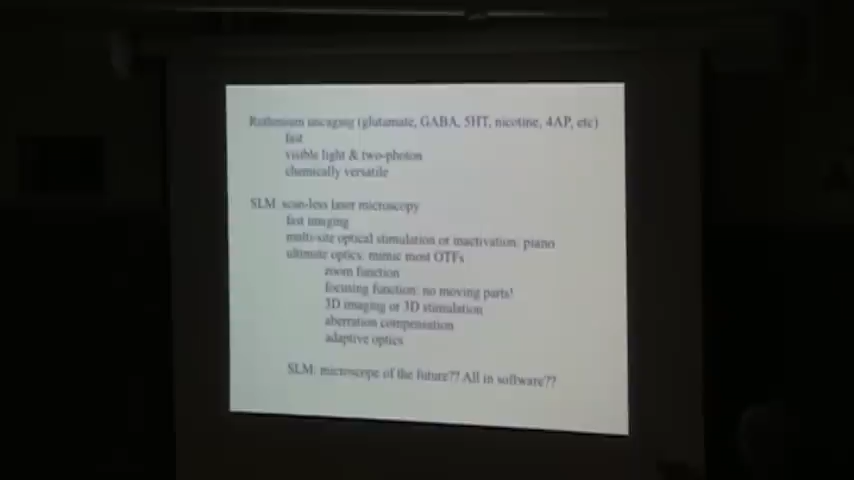 Ruthenium uncaging (glutamate, GABA, 5HT, nicotine, 4AP, etc)
fast
visible light & two-photon
chemically versatile
SLM: scan-less laser microscopy
fast imaging
multi-site optical stimulation or inactivation: piano
ultimate optics: mimic most OTFs
zoom function
focusing function: no moving parts!
3D imaging or 3D stimulation
aberration compensation
adaptive optics
SLM: microscope of the future?? All in software??